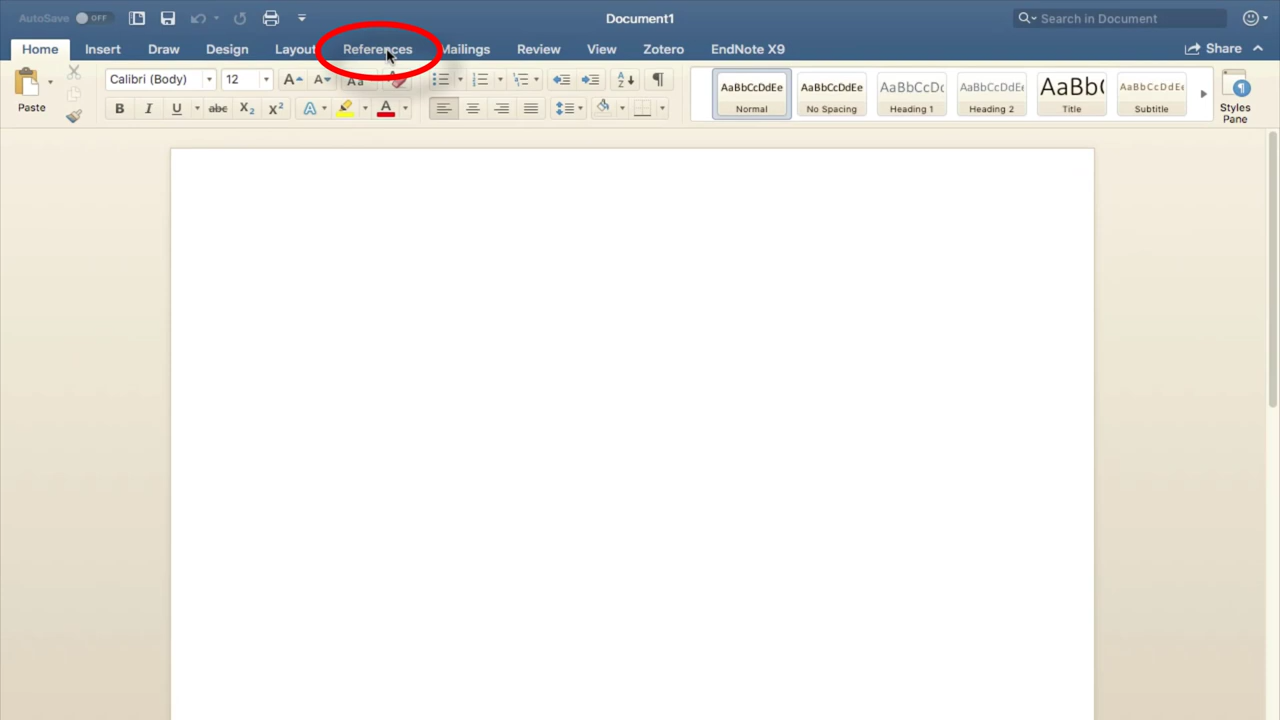 AutoSave OFF Document1 Search in Document
Home Insert Draw Design Layout References Mailings Review View Zotero EndNote X9 Share
Paste Calibri (Body) 12 A A Aa A
B I U abc X2 X2 A A
AaBbCcDdEe AaBbCcDdEe AaBbCcDc AaBbCcDdEe AaBb( AaBbCcDdEe
Normal No Spacing Heading 1 Heading 2 Title Subtitle
Styles
Pane